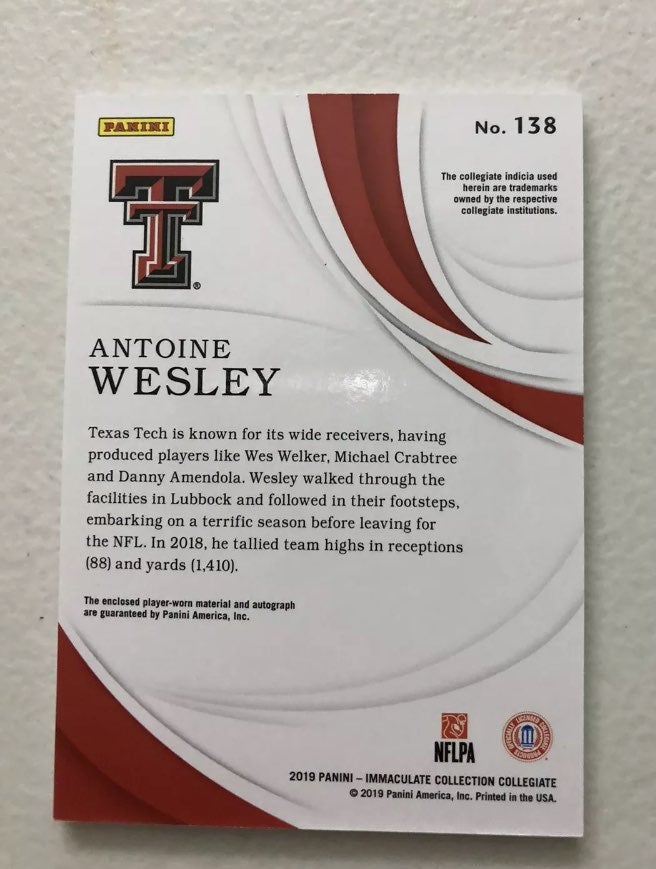 PANINI
No. 138
The collegiate indicia used
herein are trademarks
owned by the respective
collegiate institutions.
®
ANTOINE
WESLEY
Texas Tech is known for its wide receivers, having
produced players like Wes Welker, Michael Crabtree
and Danny Amendola. Wesley walked through the
facilities in Lubbock and followed in their footsteps,
embarking on a terrific season before leaving for
the NFL. In 2018, he tallied team highs in receptions
(88) and yards (1,410).
The enclosed player-worn material and autograph
are guaranteed by Panini America, Inc.
NFLPA
OFFICIALLY LICENSED COLLEGIATE PRODUCTS
2019 PANINI – IMMACULATE COLLECTION COLLEGIATE
© 2019 Panini America, Inc. Printed in the USA.